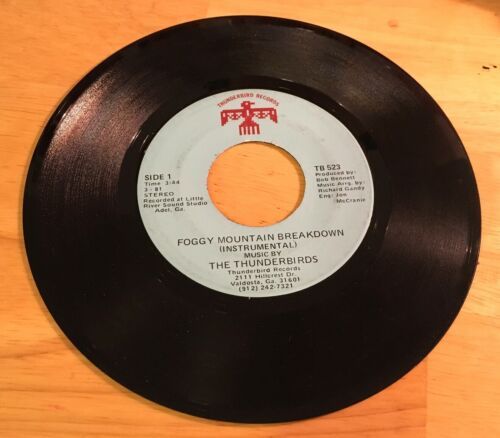 THUNDERBIRD RECORDS
SIDE 1
Time 3:44
3-81
STEREO
Recorded at Little
River Sound Studio
Adel, Ga.
TB 523
Produced by:
Bob Bennett
Music Arrg. by:
Richard Gandy
Eng: Jon
McCranie
FOGGY MOUNTAIN BREAKDOWN
(INSTRUMENTAL)
MUSIC BY
THE THUNDERBIRDS
Thunderbird Records
2111 Hillcrest Dr.
Valdosta, Ga. 31601
(912) 242-7321